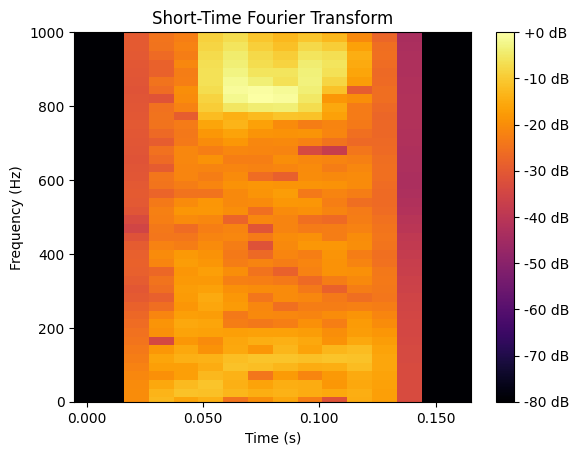 Short-Time Fourier Transform
1000
800
600
400
200
0
Frequency (Hz)
0.000
0.050
0.100
0.150
Time (s)
+0 dB
-10 dB
-20 dB
-30 dB
-40 dB
-50 dB
-60 dB
-70 dB
-80 dB